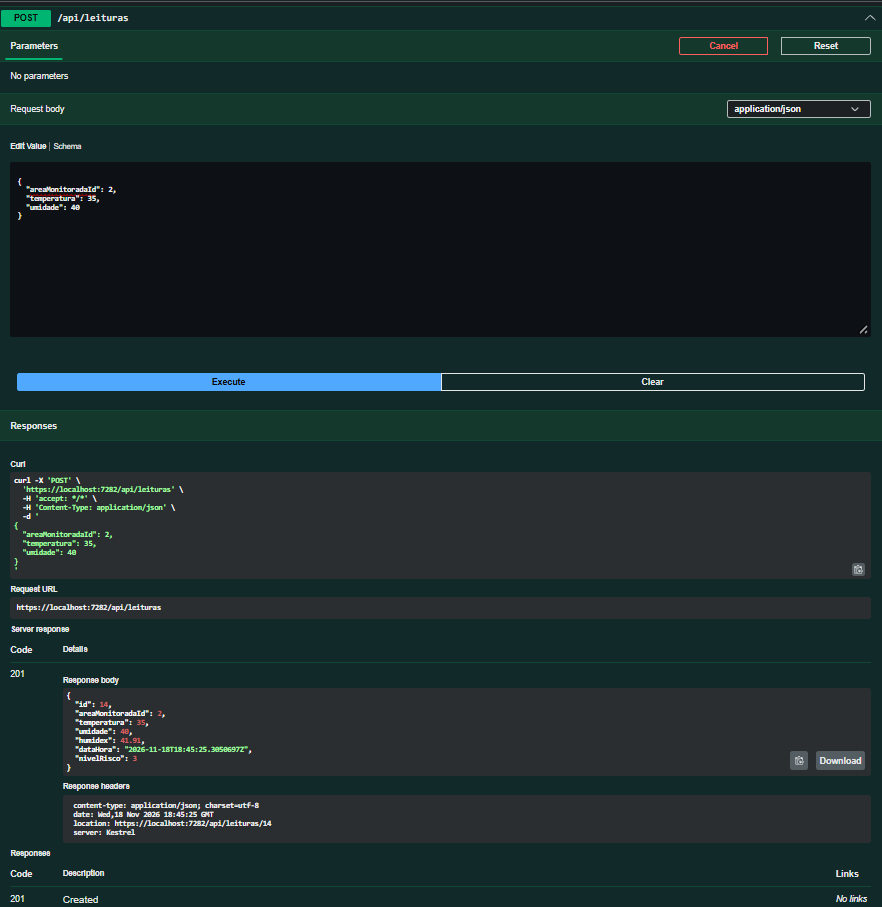 POST /api/leituras
Parameters Cancel Reset
No parameters
Request body application/json
Edit Value | Schema
{
"areaMonitoradaId": 2,
"temperatura": 35,
"umidade": 40
}
Execute Clear
Responses
Curl
curl -X 'POST' \
'https://localhost:7282/api/leituras' \
-H 'accept: */*' \
-H 'Content-Type: application/json' \
-d '
{
"areaMonitoradaId": 2,
"temperatura": 35,
"umidade": 40
}
'
Request URL
https://localhost:7282/api/leituras
Server response
Code Details
201
Response body
{
"id": 14,
"areaMonitoradaId": 2,
"temperatura": 35,
"umidade": 40,
"humidex": 41.91,
"dataHora": "2026-11-18T18:45:25.3050697Z",
"nivelRisco": 3
}
Download
Response headers
content-type: application/json; charset=utf-8
date: Wed,18 Nov 2026 18:45:25 GMT
location: https://localhost:7282/api/leituras/14
server: Kestrel
Responses
Code Description Links
201 Created No links